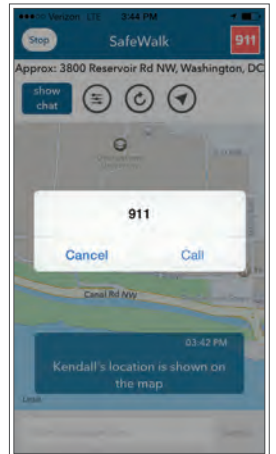 Verizon LTE 3:44 PM
Stop SafeWalk 911
Approx: 3800 Reservoir Rd NW, Washington, DC
show
chat
911
Cancel Call
Canal Rd NW
03:42 PM
Kendall's location is shown on
the map
Legal